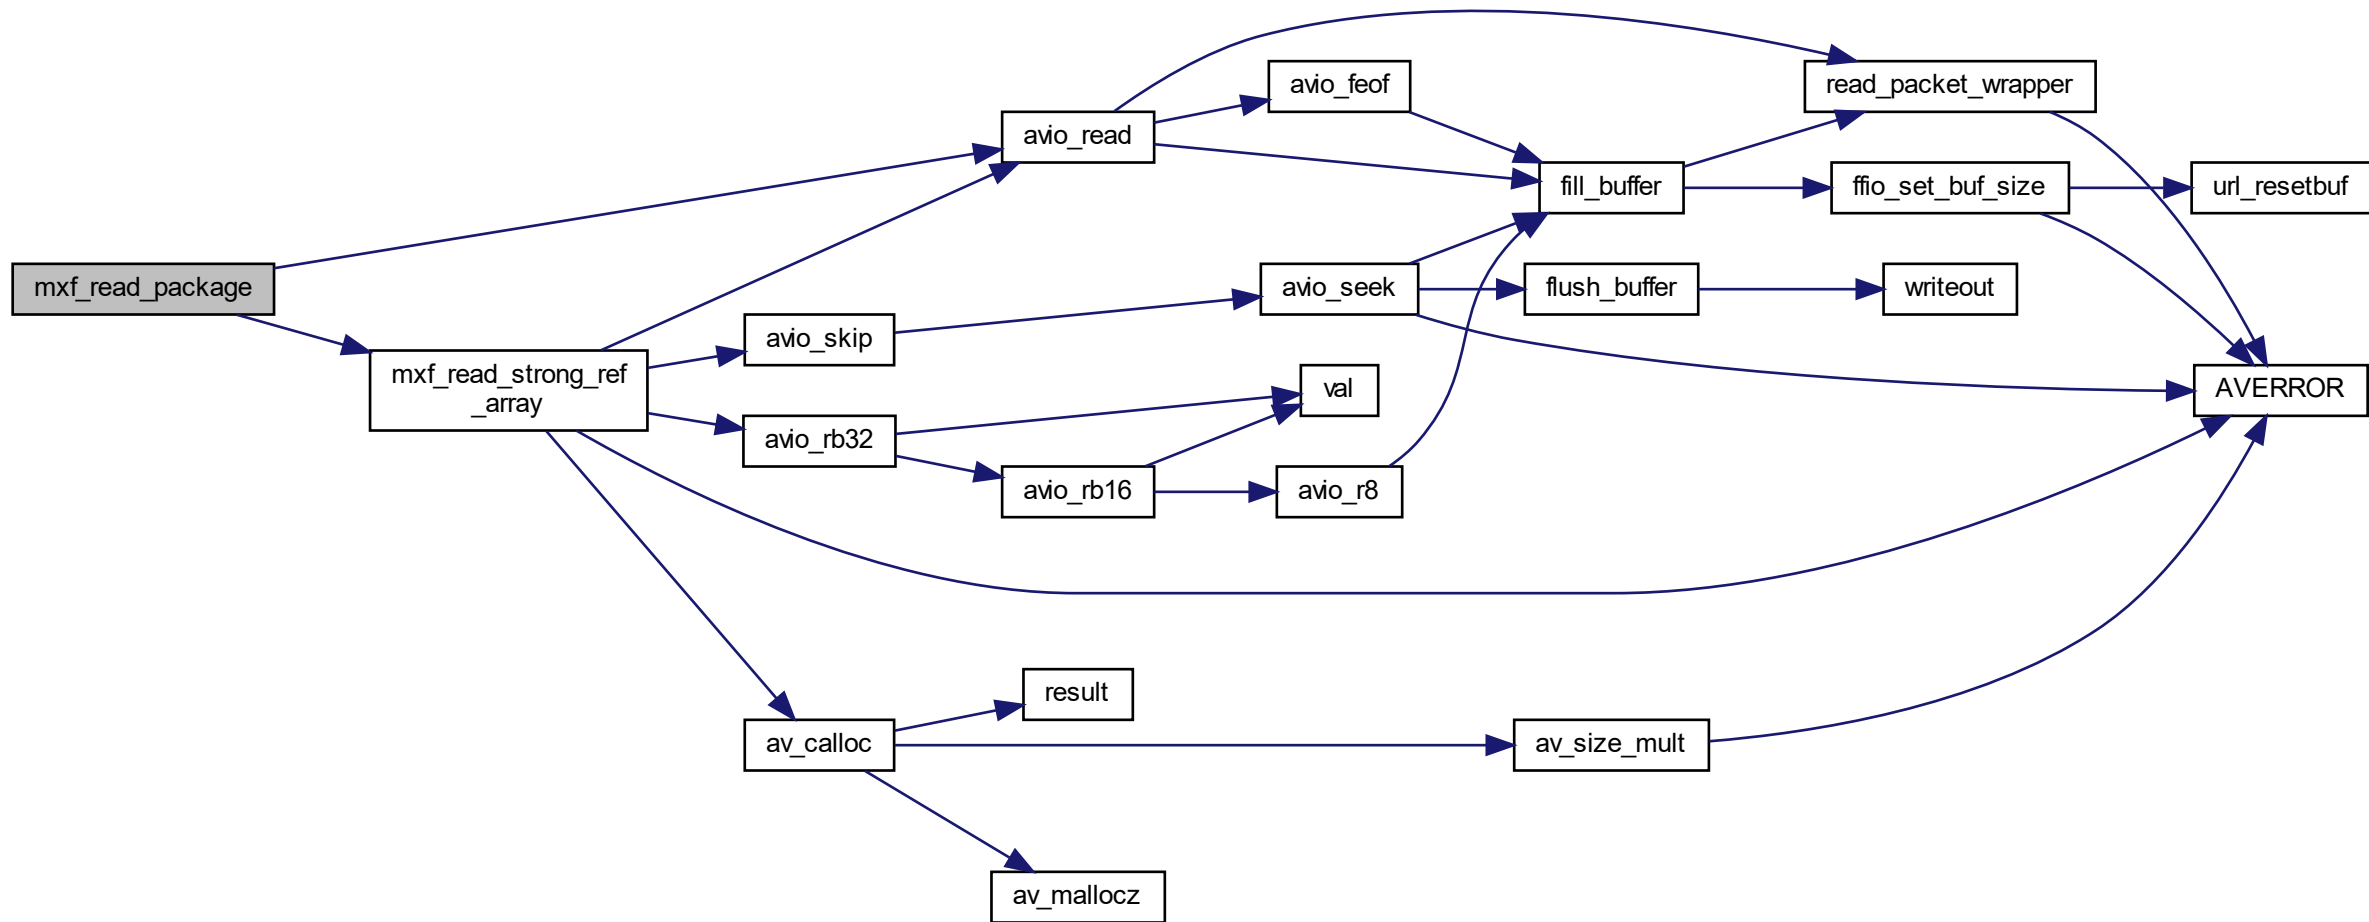 mxf_read_package
mxf_read_strong_ref
_array
avio_read
avio_skip
avio_rb32
avio_rb16
av_calloc
result
av_mallocz
avio_feof
avio_seek
val
avio_r8
fill_buffer
flush_buffer
av_size_mult
read_packet_wrapper
ffio_set_buf_size
writeout
url_resetbuf
AVERROR